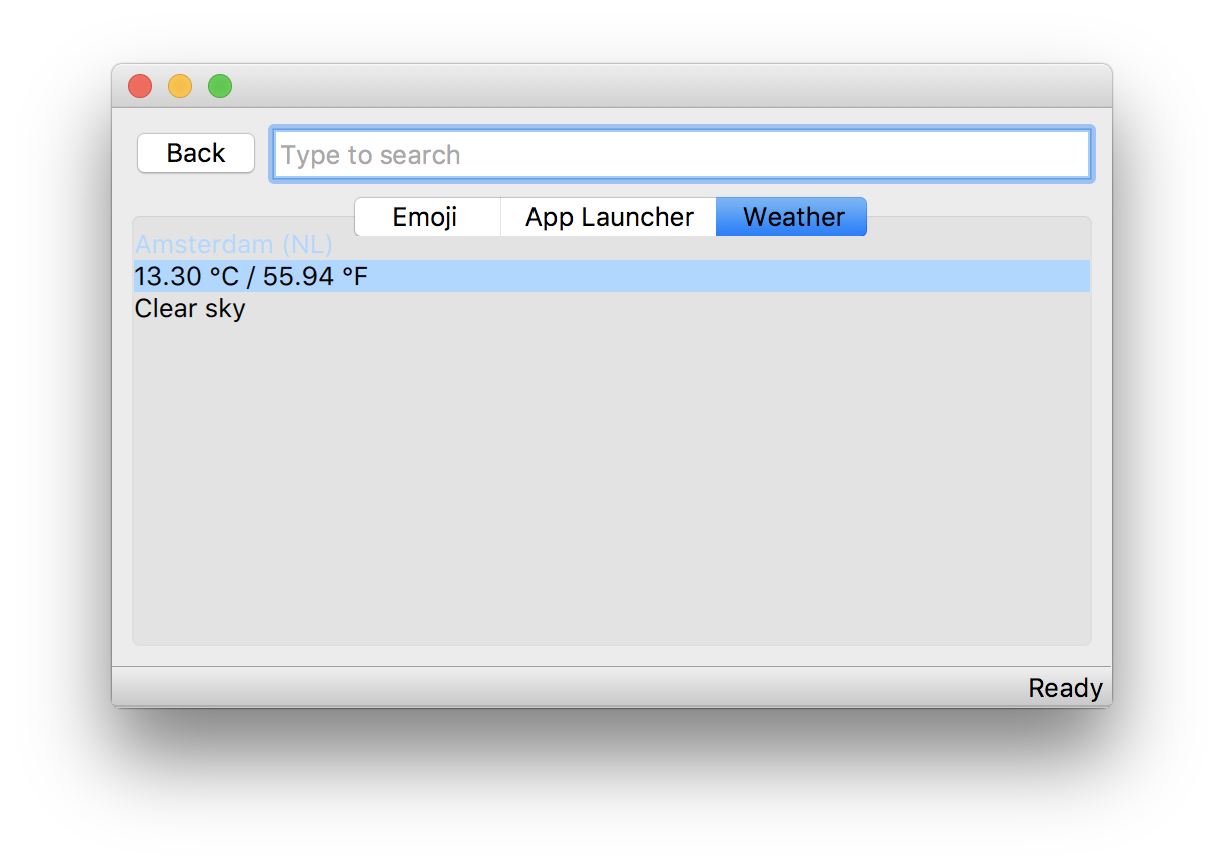 Back
Type to search
Emoji App Launcher Weather
Amsterdam (NL)
13.30 °C / 55.94 °F
Clear sky
Ready